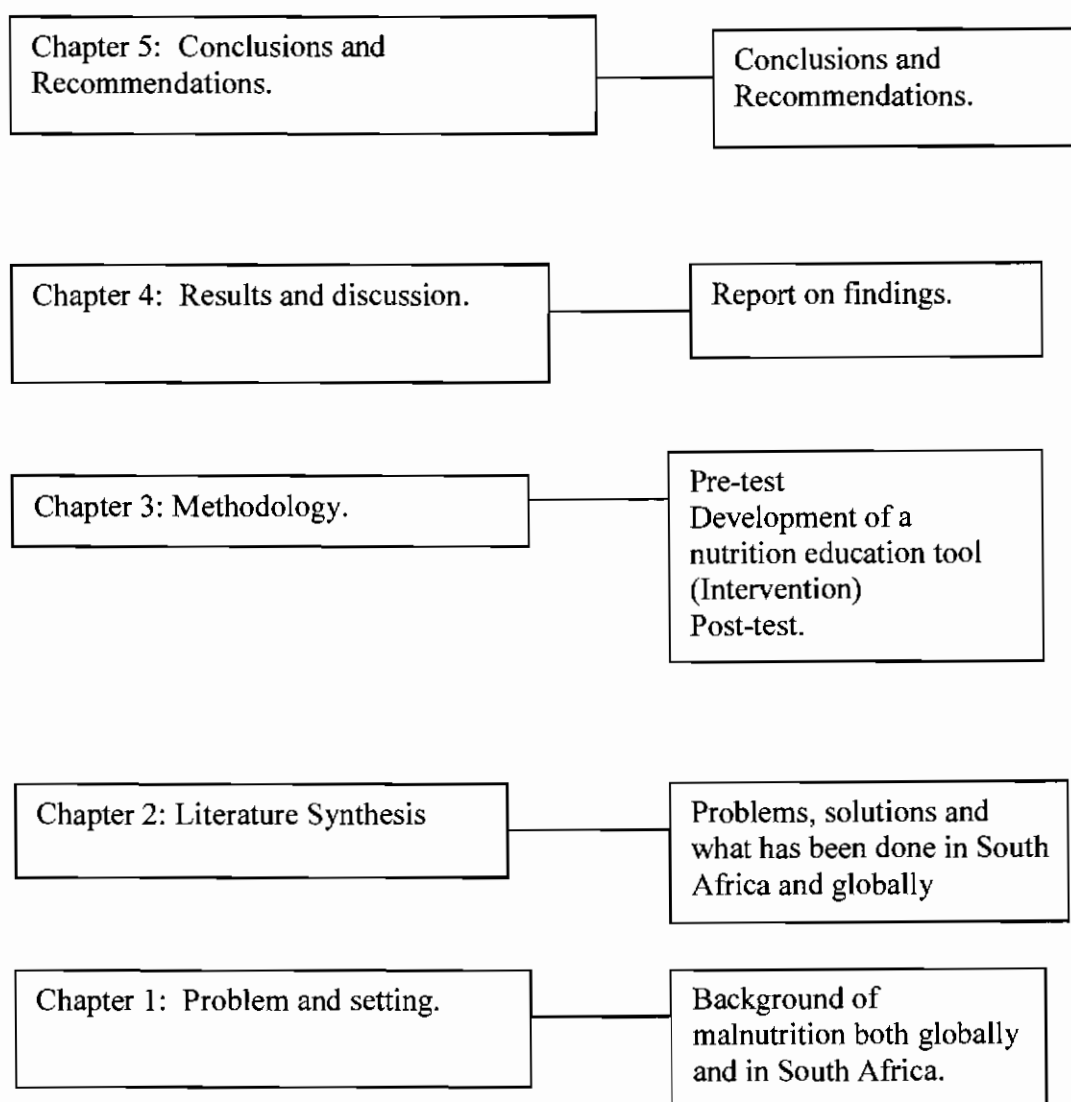 Chapter 5: Conclusions and
Recommendations.
Conclusions and
Recommendations.
Chapter 4: Results and discussion.
Report on findings.
Chapter 3: Methodology.
Pre-test
Development of a
nutrition education tool
(Intervention)
Post-test.
Chapter 2: Literature Synthesis
Problems, solutions and
what has been done in South
Africa and globally
Chapter 1: Problem and setting.
Background of
malnutrition both globally
and in South Africa.